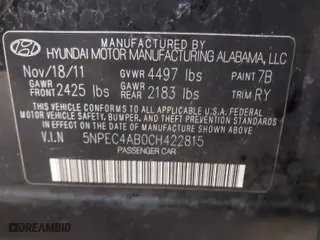 MANUFACTURED BY
HYUNDAI MOTOR MANUFACTURING ALABAMA, LLC
Nov/18/11 GVWR 4497 lbs PAINT 7B
GAWR FRONT 2425 lbs GAWR REAR 2183 lbs TRIM RY
THIS VEHICLE CONFORMS TO ALL APPLICABLE U.S. FEDERAL
MOTOR VEHICLE SAFETY, BUMPER, AND THEFT PREVENTION
STANDARDS IN EFFECT ON THE DATE OF MANUFACTURE SHOWN ABOVE.
V.I.N 5NPEC4AB0CH422815
PASSENGER CAR
autobidcar.com